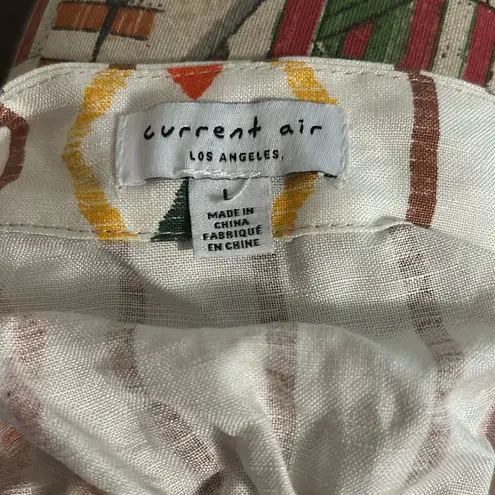 current air
LOS ANGELES.
L
MADE IN
CHINA
FABRIQUÉ
EN CHINE